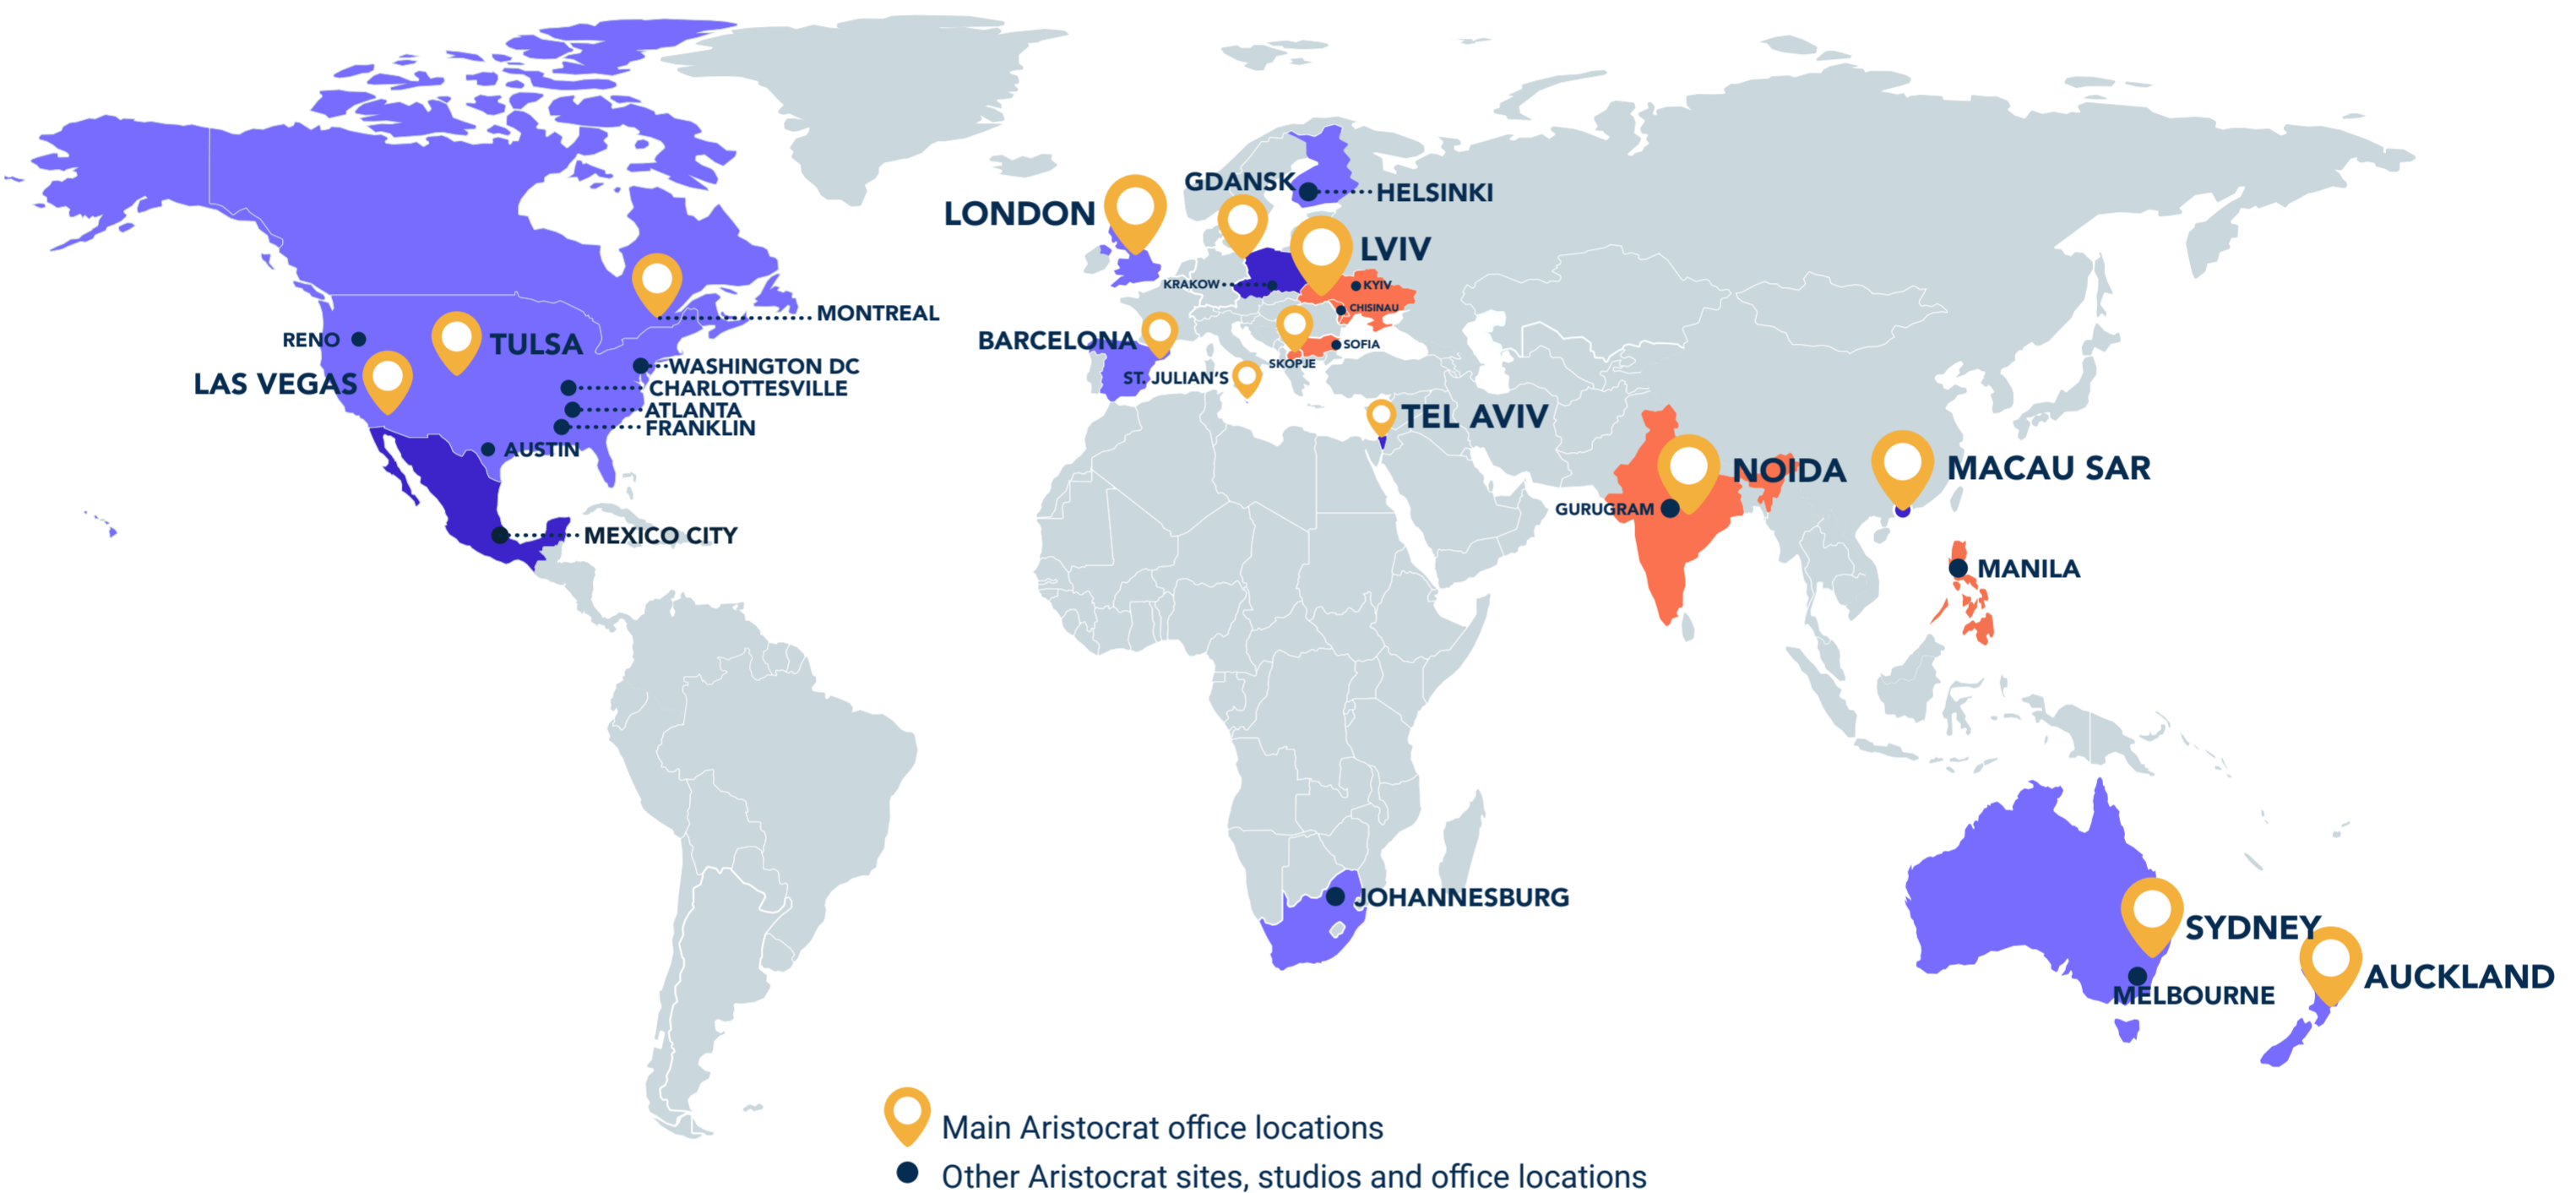 GDANSK
HELSINKI
LONDON
LVIV
KRAKOW
KYIV
CHISINAU
MONTREAL
RENO
TULSA
BARCELONA
SOFIA
SKOPJE
WASHINGTON DC
ST. JULIAN'S
LAS VEGAS
CHARLOTTESVILLE
ATLANTA
FRANKLIN
TEL AVIV
AUSTIN
NOIDA
MACAU SAR
GURUGRAM
MEXICO CITY
MANILA
JOHANNESBURG
SYDNEY
AUCKLAND
MELBOURNE
Main Aristocrat office locations
Other Aristocrat sites, studios and office locations